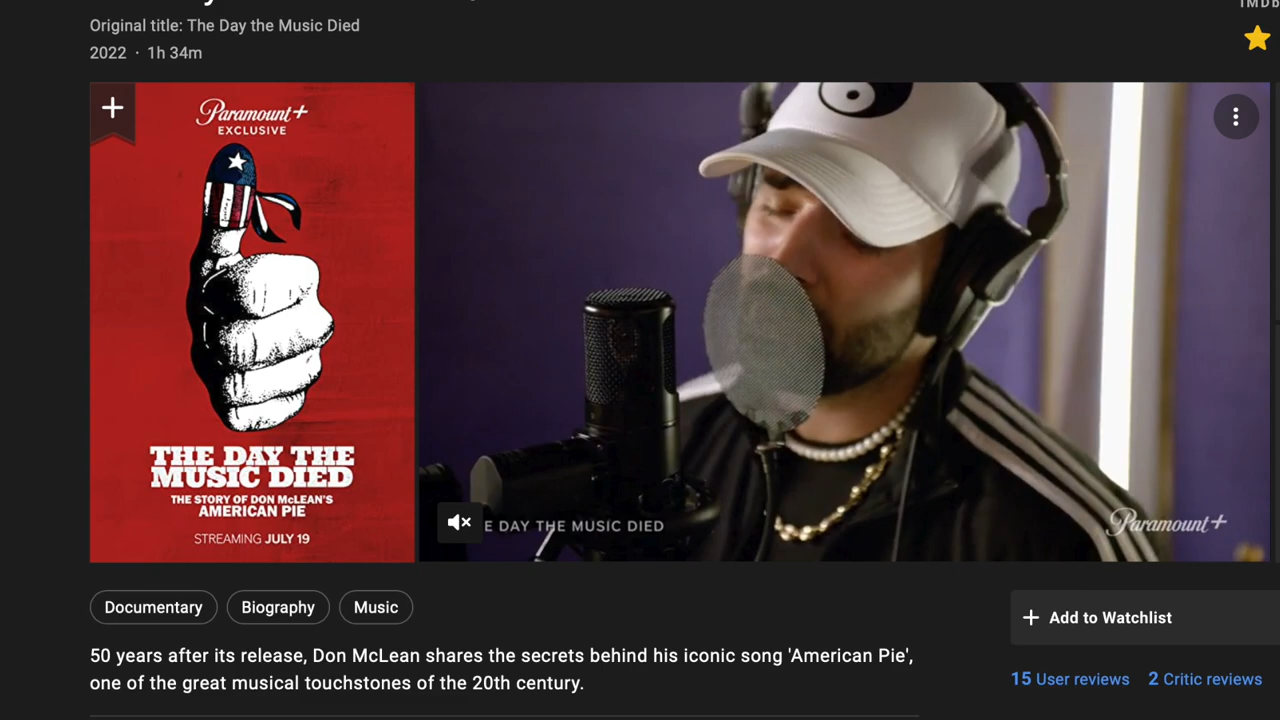 IMDb
Original title: The Day the Music Died
2022 · 1h 34m
Paramount+
EXCLUSIVE
THE DAY THE
MUSIC DIED
THE STORY OF DON McLEAN'S
AMERICAN PIE
STREAMING JULY 19
E DAY THE MUSIC DIED
Paramount+
Documentary
Biography
Music
+ Add to Watchlist
50 years after its release, Don McLean shares the secrets behind his iconic song 'American Pie',
one of the great musical touchstones of the 20th century.
15 User reviews 2 Critic reviews